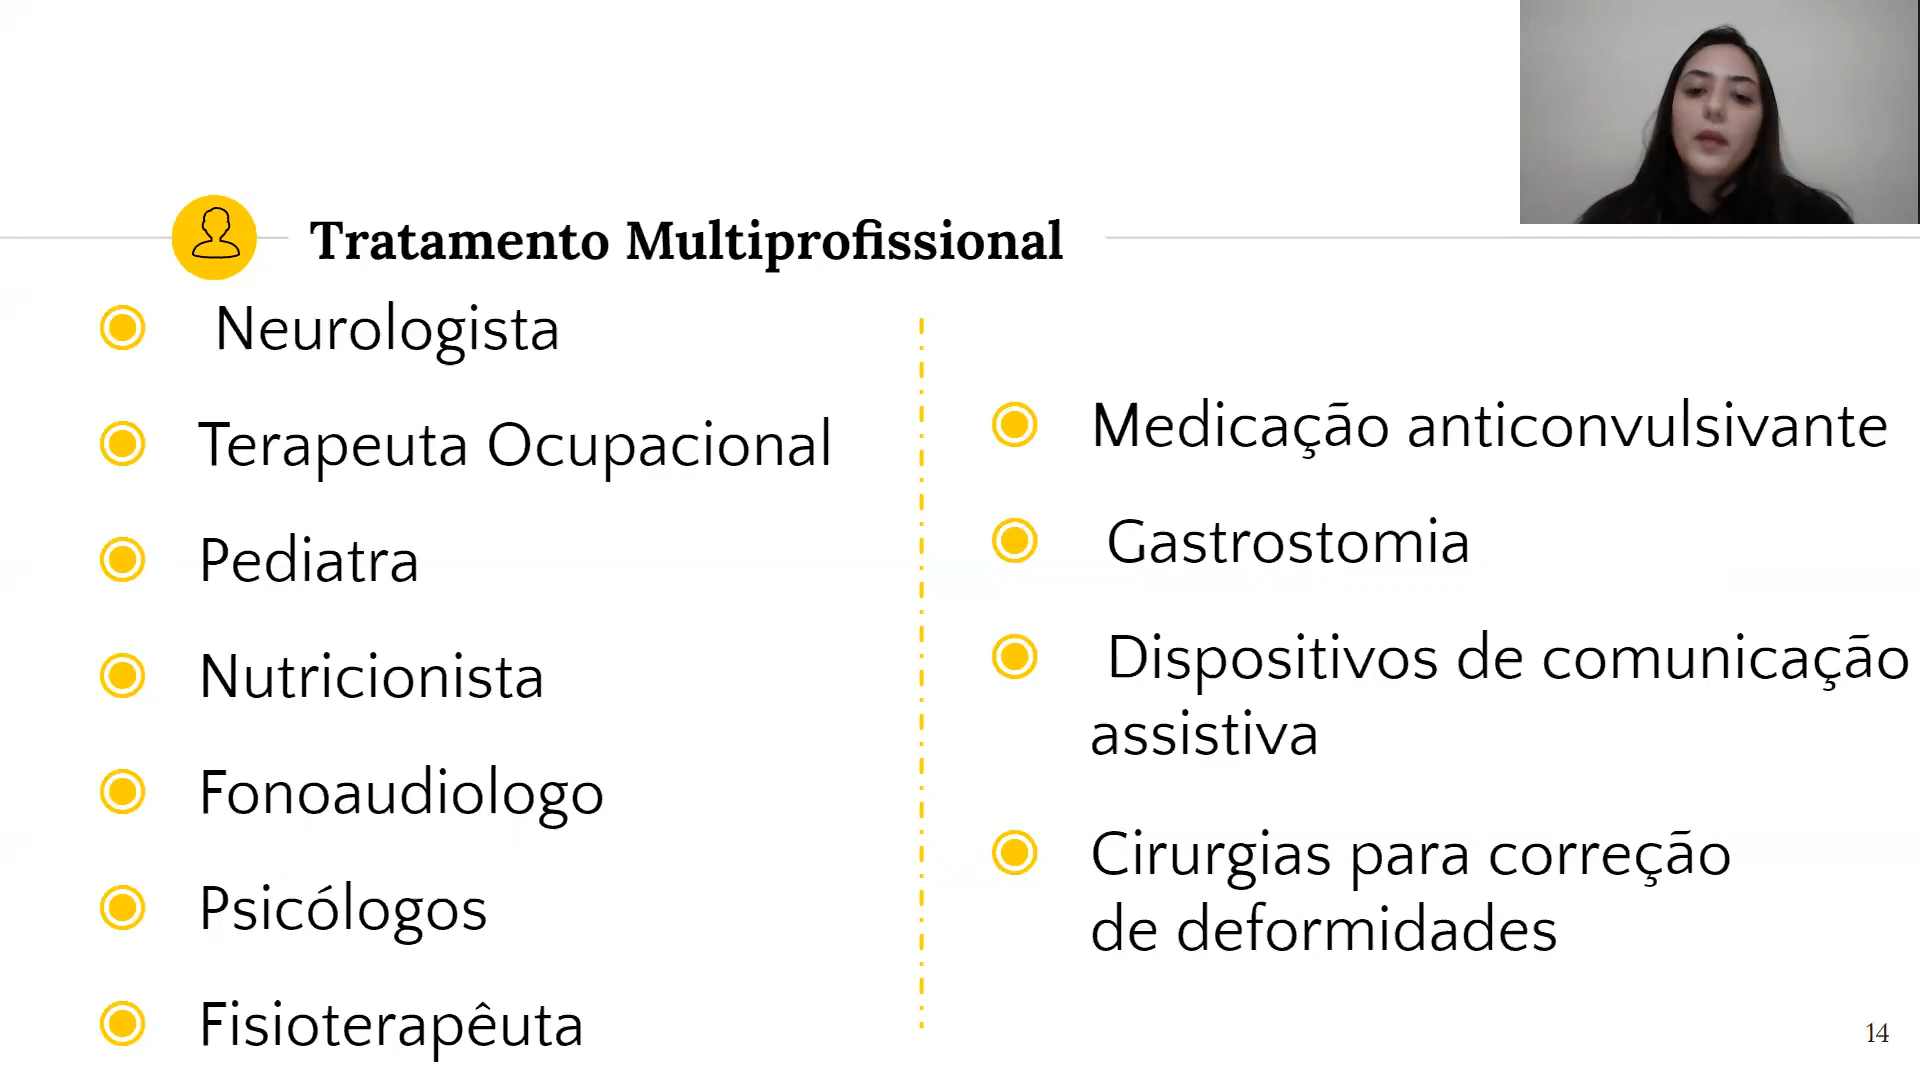 Tratamento Multiprofissional
Neurologista
Terapeuta Ocupacional
Pediatra
Nutricionista
Fonoaudiologo
Psicólogos
Fisioterapêuta
Medicação anticonvulsivante
Gastrostomia
Dispositivos de comunicação
assistiva
Cirurgias para correção
de deformidades
14